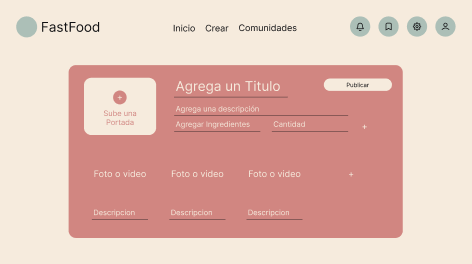 FastFood
Inicio Crear Comunidades
Agrega un Titulo
Publicar
+
Sube una
Portada
Agrega una descripción
Agregar Ingredientes Cantidad +
Foto o video Foto o video Foto o video +
Descripcion Descripcion Descripcion